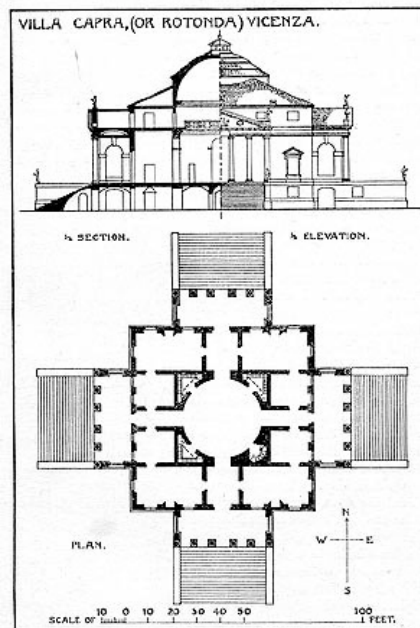 VILLA CAPRA, (OR ROTONDA) VICENZA.
½ SECTION. ½ ELEVATION.
PLAN.
N
W E
S
10 0 10 20 30 40 50 100
SCALE OF FEET.